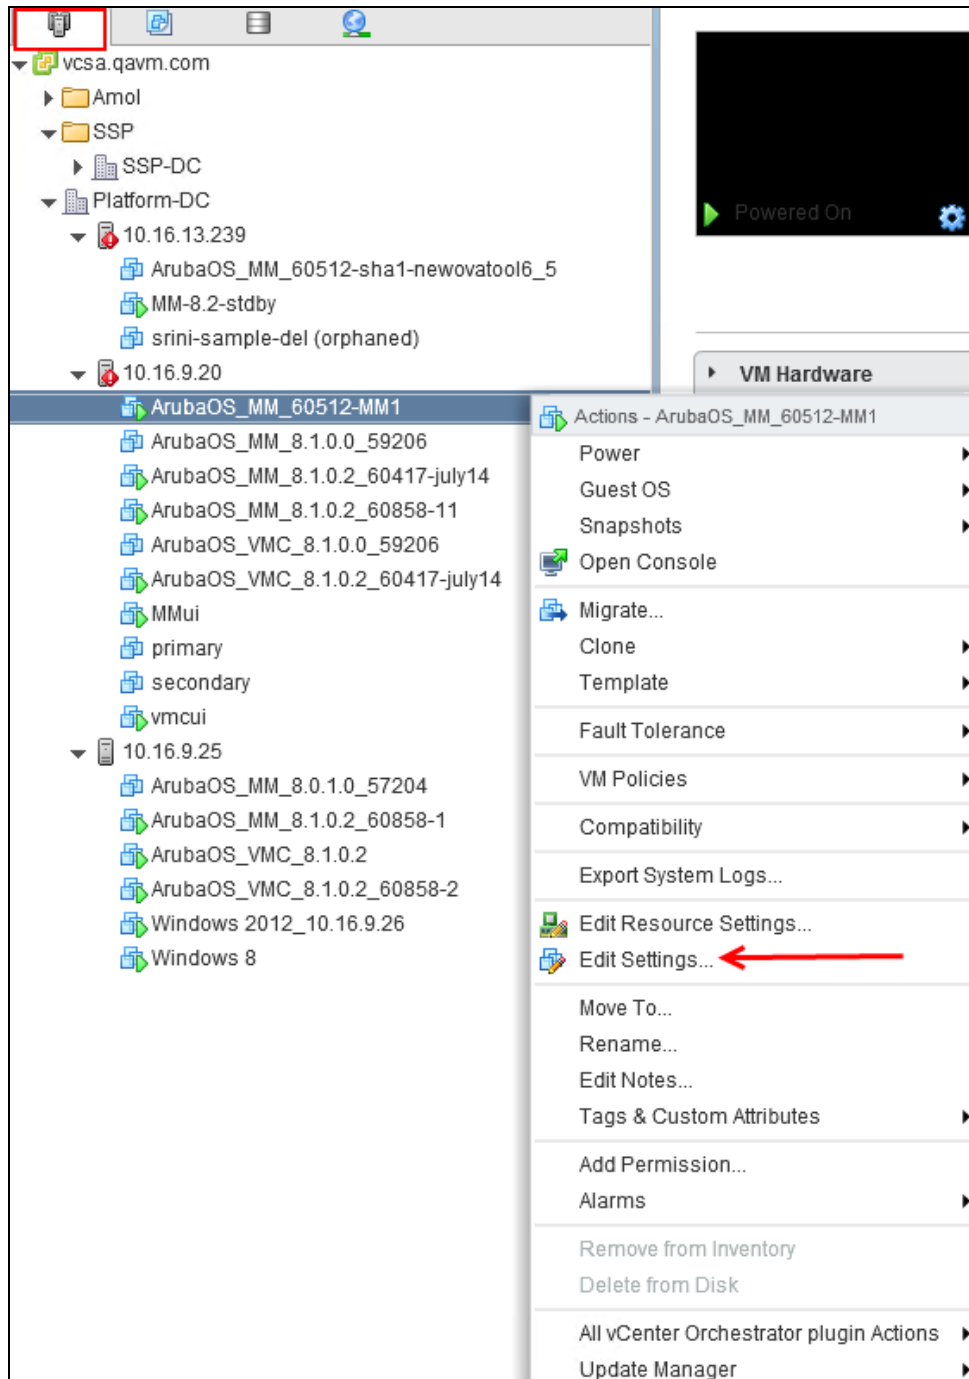 vcsa.qavm.com
Amol
SSP
SSP-DC
Platform-DC
10.16.13.239
ArubaOS_MM_60512-sha1-newovatool6_5
MM-8.2-stdby
srini-sample-del (orphaned)
10.16.9.20
ArubaOS_MM_60512-MM1
ArubaOS_MM_8.1.0.0_59206
ArubaOS_MM_8.1.0.2_60417-july14
ArubaOS_MM_8.1.0.2_60858-11
ArubaOS_VMC_8.1.0.0_59206
ArubaOS_VMC_8.1.0.2_60417-july14
MMui
primary
secondary
vmcui
10.16.9.25
ArubaOS_MM_8.0.1.0_57204
ArubaOS_MM_8.1.0.2_60858-1
ArubaOS_VMC_8.1.0.2
ArubaOS_VMC_8.1.0.2_60858-2
Windows 2012_10.16.9.26
Windows 8
Powered On
VM Hardware
Actions - ArubaOS_MM_60512-MM1
Power
Guest OS
Snapshots
Open Console
Migrate...
Clone
Template
Fault Tolerance
VM Policies
Compatibility
Export System Logs...
Edit Resource Settings...
Edit Settings...
Move To...
Rename...
Edit Notes...
Tags & Custom Attributes
Add Permission...
Alarms
Remove from Inventory
Delete from Disk
All vCenter Orchestrator plugin Actions
Update Manager